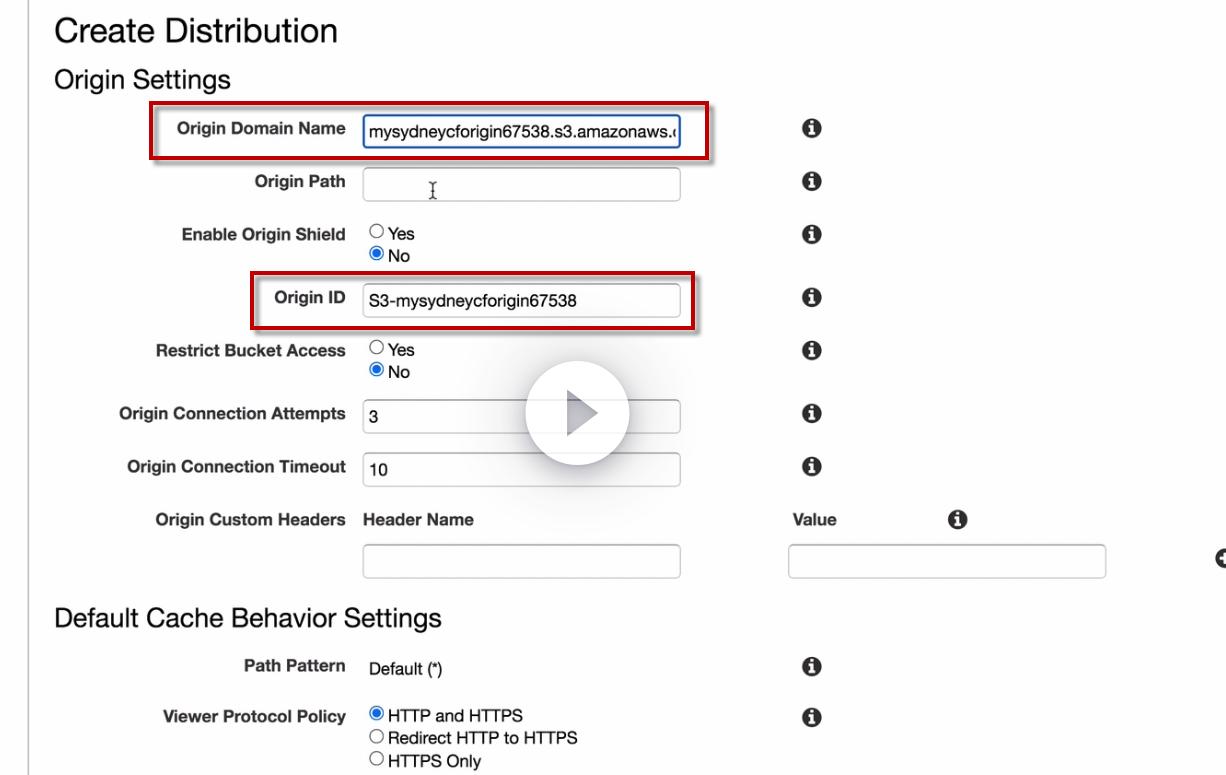 Create Distribution
Origin Settings
Origin Domain Name mysydneycforigin67538.s3.amazonaws.
Origin Path
Enable Origin Shield Yes
No
Origin ID S3-mysydneycforigin67538
Restrict Bucket Access Yes
No
Origin Connection Attempts 3
Origin Connection Timeout 10
Origin Custom Headers Header Name Value
Default Cache Behavior Settings
Path Pattern Default (*)
Viewer Protocol Policy HTTP and HTTPS
Redirect HTTP to HTTPS
HTTPS Only